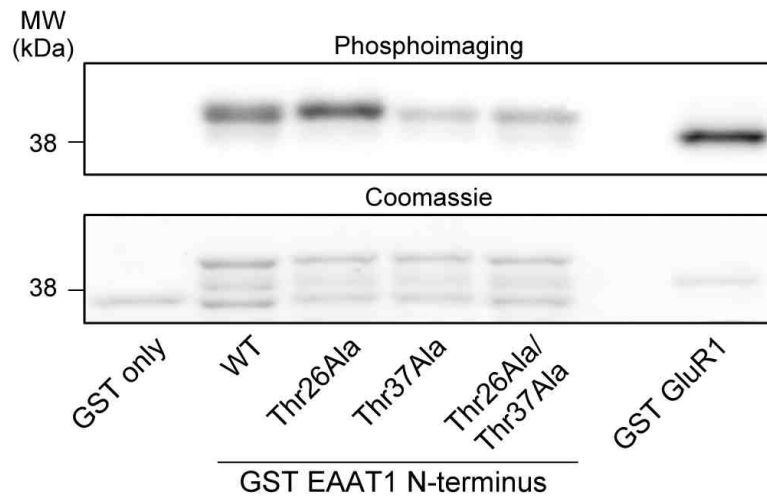 MW
(kDa)
Phosphoimaging
38
Coomassie
38
GST only
WT
Thr26Ala
Thr37Ala
Thr26Ala/
Thr37Ala
GST GluR1
GST EAAT1 N-terminus